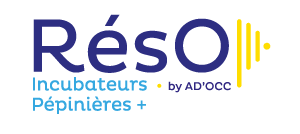 RésO
Incubateurs • by AD'OCC
Pépinières +